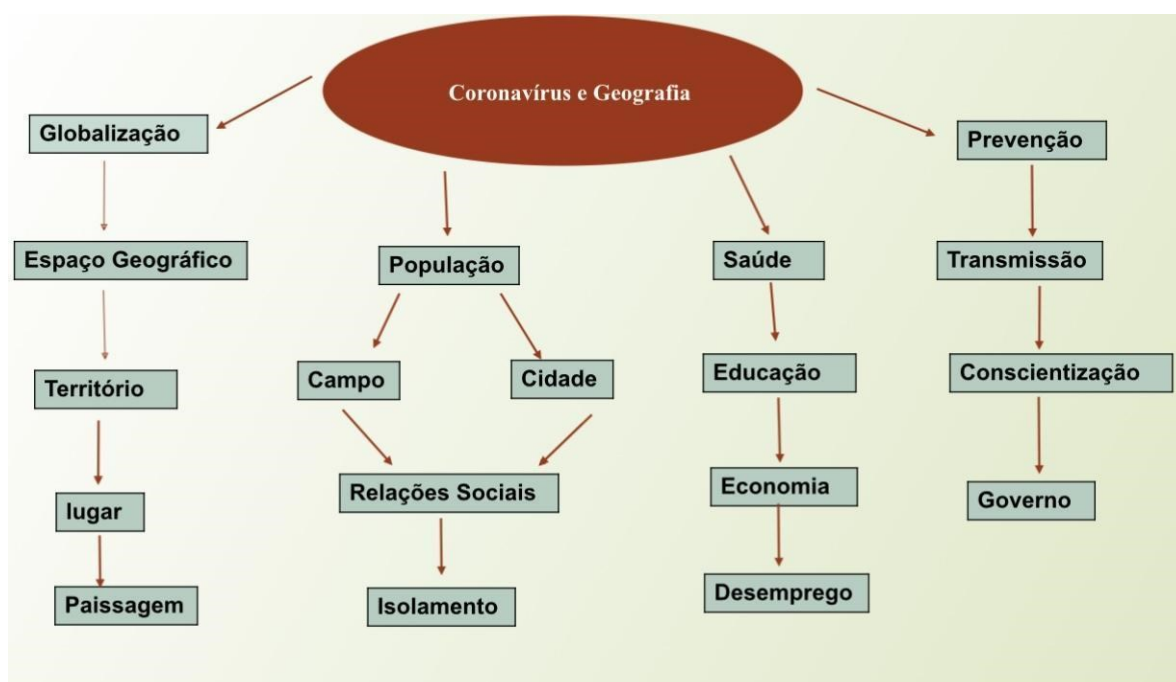 Coronavírus e Geografia
Globalização
Prevenção
Espaço Geográfico
População
Saúde
Transmissão
Território
Campo
Cidade
Educação
Conscientização
lugar
Relações Sociais
Economia
Governo
Paissagem
Isolamento
Desemprego